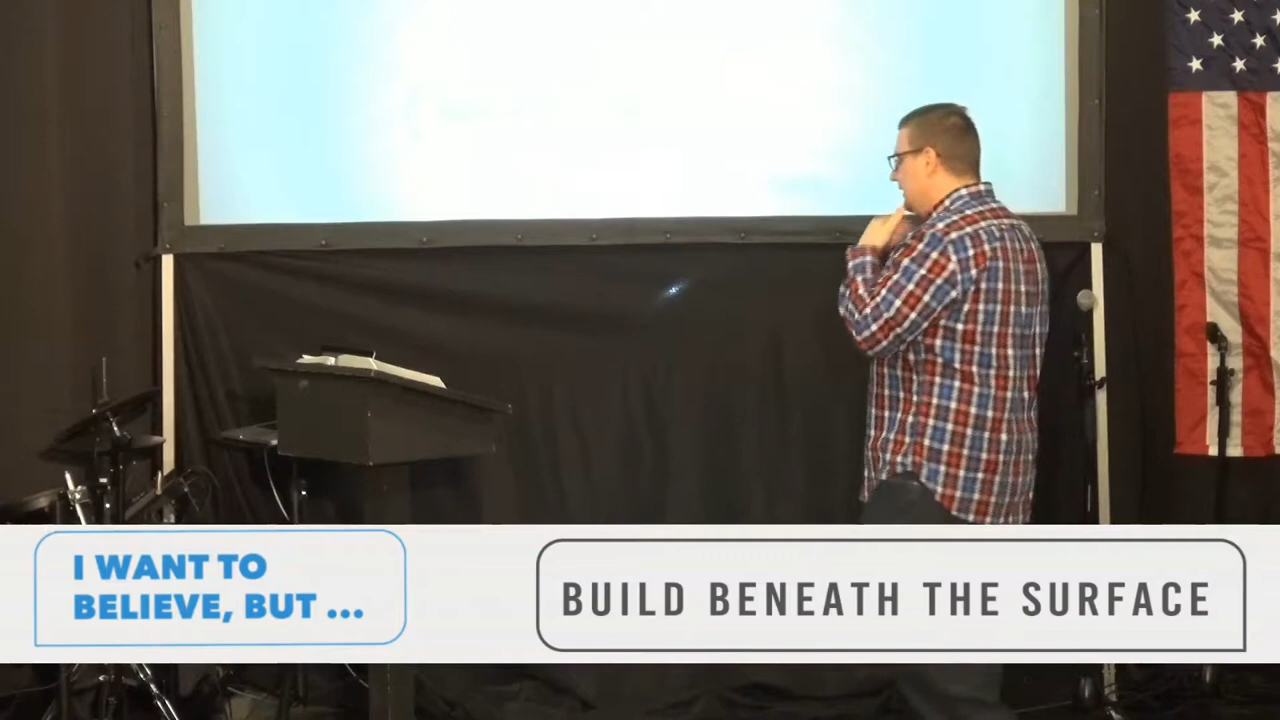 I WANT TO
BELIEVE, BUT ...
BUILD BENEATH THE SURFACE